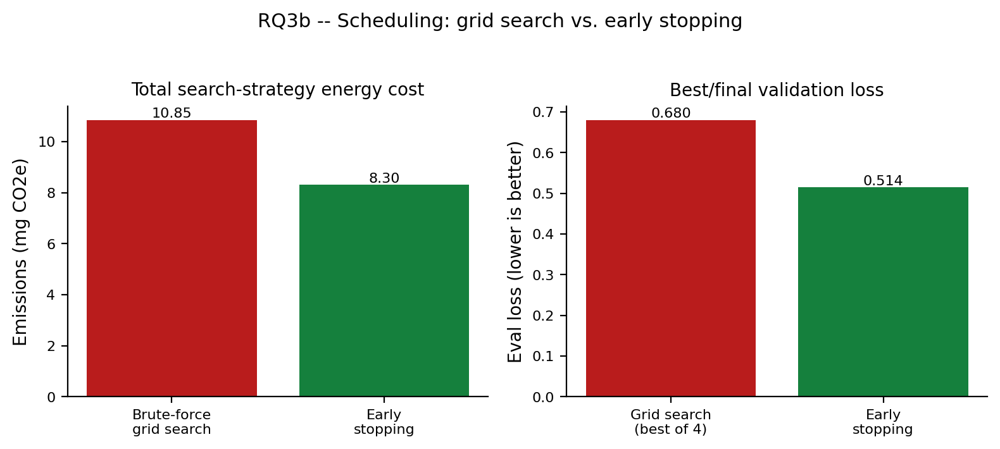 RQ3b -- Scheduling: grid search vs. early stopping
Total search-strategy energy cost
Emissions (mg CO2e)
10
8
6
4
2
0
10.85
8.30
Brute-force
grid search
Early
stopping
Best/final validation loss
Eval loss (lower is better)
0.7
0.6
0.5
0.4
0.3
0.2
0.1
0.0
0.680
0.514
Grid search
(best of 4)
Early
stopping